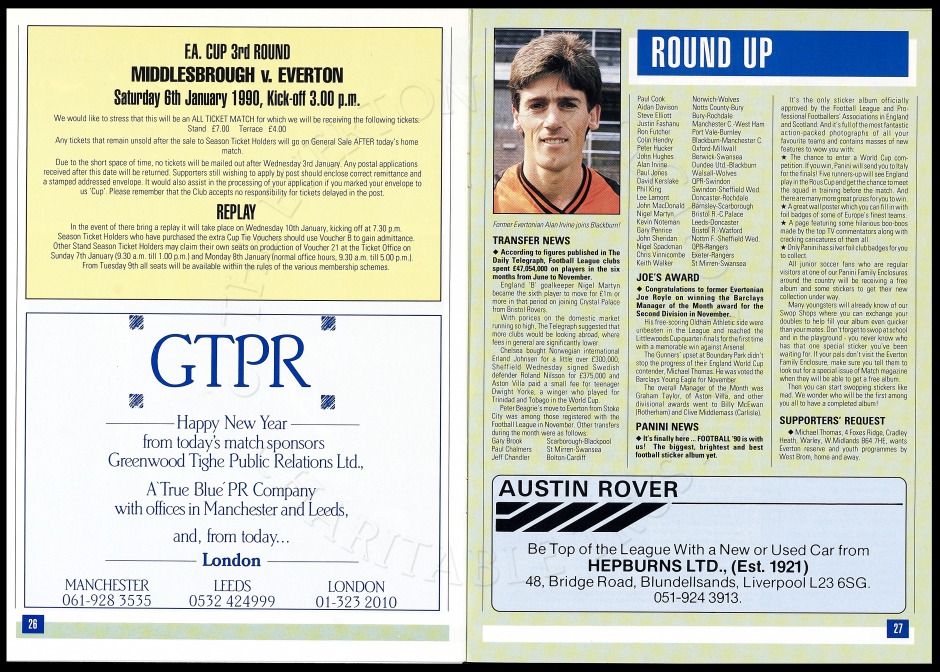 F.A. CUP 3rd ROUND
MIDDLESBROUGH v. EVERTON
Saturday 6th January 1990, Kick-off 3.00 p.m.
We would like to stress that this will be an ALL TICKET MATCH for which we will be receiving the following tickets:
Stand £7.00 Terrace £4.00
Any tickets that remain unsold after the sale to Season Ticket Holders will go on General Sale AFTER today's home
match.
Due to the short space of time, no tickets will be mailed out after Wednesday 3rd January. Any postal applications
received after this date will be returned. Supporters still wishing to apply by post should enclose correct remittance and
a stamped addressed envelope. It would also assist in the processing of your application if you marked your envelope to
us 'Cup'. Please remember that the Club accepts no responsibility for tickets delayed in the post.
REPLAY
In the event of there being a replay it will take place on Wednesday 10th January, kicking off at 7.30 p.m.
Season Ticket Holders who have purchased the extra Cup Tie Vouchers should use Voucher B to gain admittance.
Other Stand Season Ticket Holders may claim their own seats on production of Voucher 21 at the Ticket Office on
Sunday 7th January (9.30 a.m. till 1.00 p.m.) and Monday 8th January (normal office hours, 9.30 a.m. till 5.00 p.m.).
From Tuesday 9th all seats will be available within the rules of the various membership schemes.
GTPR
Happy New Year
from today's match sponsors
Greenwood Tighe Public Relations Ltd.,
A 'True Blue' PR Company
with offices in Manchester and Leeds,
and, from today...
London
MANCHESTER LEEDS LONDON
061-928 3535 0532 424999 01-323 2010
26
ROUND UP
Former Evertonian Alan Irvine joins Blackburn!
TRANSFER NEWS
◆ According to figures published in The
Daily Telegraph, Football League clubs
spent £47,054,000 on players in the six
months from June to November.
England 'B' goalkeeper Nigel Martyn
became the sixth player to move for £1m or
more in that period on joining Crystal Palace
from Bristol Rovers.
With porices on the domestic market
running so high, The Telegraph suggested that
more clubs would be looking abroad, where
fees in general are significantly lower.
Chelsea bought Norwegian international
Erland Johnson for a little over £300,000;
Sheffield Wednesday signed Swedish
defender Roland Nilsson for £375,000 and
Aston Villa paid a small fee for teenager
Dwight Yorke, a winger who played for
Trinidad and Tobago in the World Cup.
Peter Beagrie's move to Everton from Stoke
City was among those registered with the
Football League in November. Other transfers
during the month were as follows:
Gary Brook Scarborough-Blackpool
Paul Chalmers St Mirren-Swansea
Jeff Chandler Bolton-Cardiff
Paul Cook Norwich-Wolves
Aidan Davison Notts County-Bury
Steve Elliott Bury-Rochdale
Justin Fashanu Manchester C.-West Ham
Ron Futcher Port Vale-Burnley
Colin Hendry Blackburn-Manchester C
Peter Hucker Oxford-Millwall
John Hughes Berwick-Swansea
Alan Irvine Dundee Utd.-Blackburn
Paul Jones Walsall-Wolves
David Kerslake QPR-Swindon
Phil King Swindon-Sheffield Wed.
Lee Lamont Doncaster-Rochdale
John MacDonald Barnsley-Scarborough
Nigel Martyn Bristol R.-C.Palace
Kevin Noteman Leeds-Doncaster
Gary Penrice Bristol R.-Watford
John Sheridan Nottm F.-Sheffield Wed.
Nigel Spackman QPR-Rangers
Chris Vinnicombe Exeter-Rangers
Keith Walker St Mirren-Swansea
JOE'S AWARD
◆ Congratulations to former Evertonian
Joe Royle on winning the Barclays
Manager of the Month award for the
Second Division in November.
His free-scoring Oldham Athletic side were
unbeaten in the League and reached the
Littlewoods Cup quarter-finals for the first time
with a memorable win against Arsenal.
The Gunners' upset at Boundary Park didn't
stop the progress of their England World Cup
contender, Michael Thomas. He was voted the
Barclays Young Eagle for November.
The overall Manager of the Month was
Graham Taylor, of Aston Villa, and other
divisional awards went to Billy McEwan
(Rotherham) and Clive Middlemass (Carlisle).
PANINI NEWS
◆ It's finally here ... FOOTBALL '90 is with
us! The biggest, brightest and best
football sticker album yet.
It's the only sticker album officially
approved by the Football League and Pro-
fessional Footballers' Associations in England
and Scotland. And it's full of the most fantastic
action-packed photographs of all your
favourite teams and contains masses of new
features to wow you with:
★ The chance to enter a World Cup com-
petition. If you win, Panini will send you to Italy
for the finals! Five runners-up will see England
play in the Rous Cup and get the chance to meet
the squad in training before the match. And
there are many more great prizes for you to win.
★ A great wall poster which you can fill in with
foil badges of some of Europe's finest teams.
★ A page featuring some hilarious boo-boos
made by the top TV commentators along with
cracking caricatures of them all.
★ Only Panini has silver foil club badges for you
to collect.
All junior soccer fans who are regular
visitors at one of our Panini Family Enclosures
around the country will be receiving a free
album and some stickers to get their new
collection under way.
Many youngsters will already know of our
Swop Shops where you can exchange your
doubles to help fill your album even quicker
than your mates. Don't forget to swop at school
and in the playground - you never know who
has that one special sticker you've been
waiting for. If your pals don't visit the Everton
Family Enclosure, make sure you tell them to
look out for a special issue of Match magazine
when they will be able to get a free album.
Then you can start swopping stickers like
mad. We wonder who will be the first among
you all to have a completed album!
SUPPORTERS' REQUEST
◆ Michael Thomas, 4 Foxes Ridge, Cradley
Heath, Warley, W.Midlands B64 7HE, wants
Everton reserve and youth programmes by
West Brom, home and away.
AUSTIN ROVER
Be Top of the League With a New or Used Car from
HEPBURNS LTD., (Est. 1921)
48, Bridge Road, Blundellsands, Liverpool L23 6SG.
051-924 3913.
27